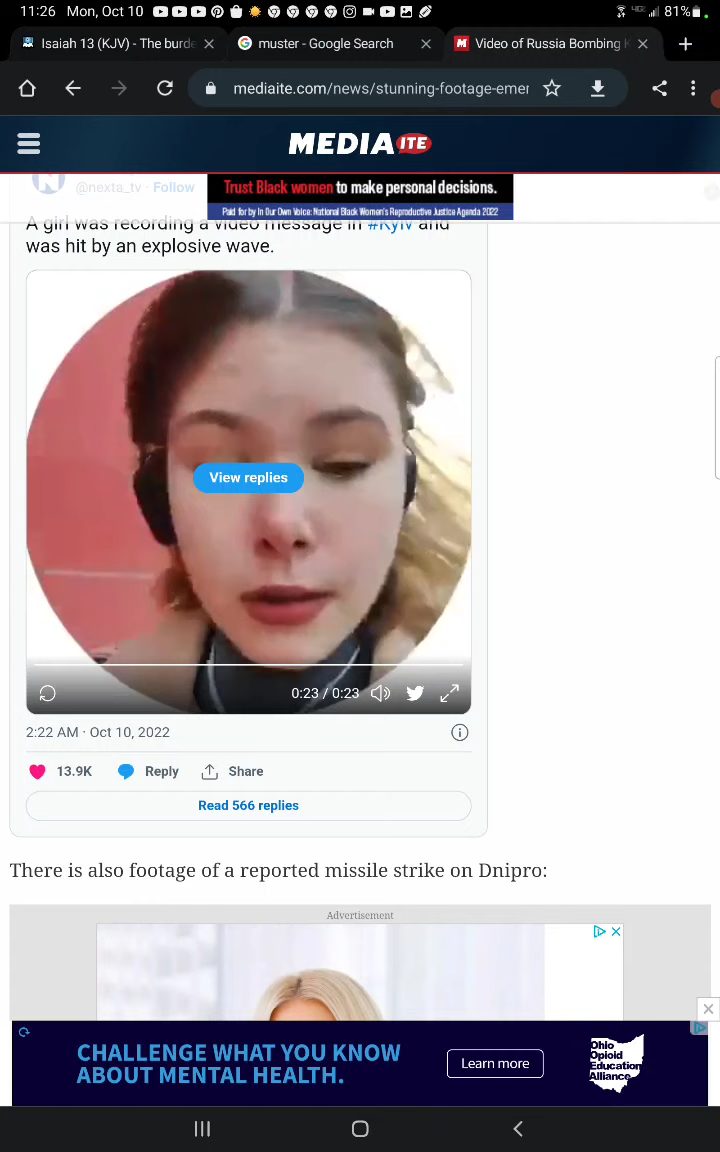 11:26 Mon, Oct 10
81%
Isaiah 13 (KJV) - The burde
muster - Google Search
Video of Russia Bombing K
mediaite.com/news/stunning-footage-emer
MEDIAITE
@nexta_tv · Follow
Trust Black women to make personal decisions.
Paid for by In Our Own Voice: National Black Women's Reproductive Justice Agenda 2022
A girl was recording a video message in #Kyiv and
was hit by an explosive wave.
View replies
0:23 / 0:23
2:22 AM · Oct 10, 2022
13.9K
Reply
Share
Read 566 replies
There is also footage of a reported missile strike on Dnipro:
Advertisement
CHALLENGE WHAT YOU KNOW
ABOUT MENTAL HEALTH.
Learn more
Ohio
Opioid
Education
Alliance